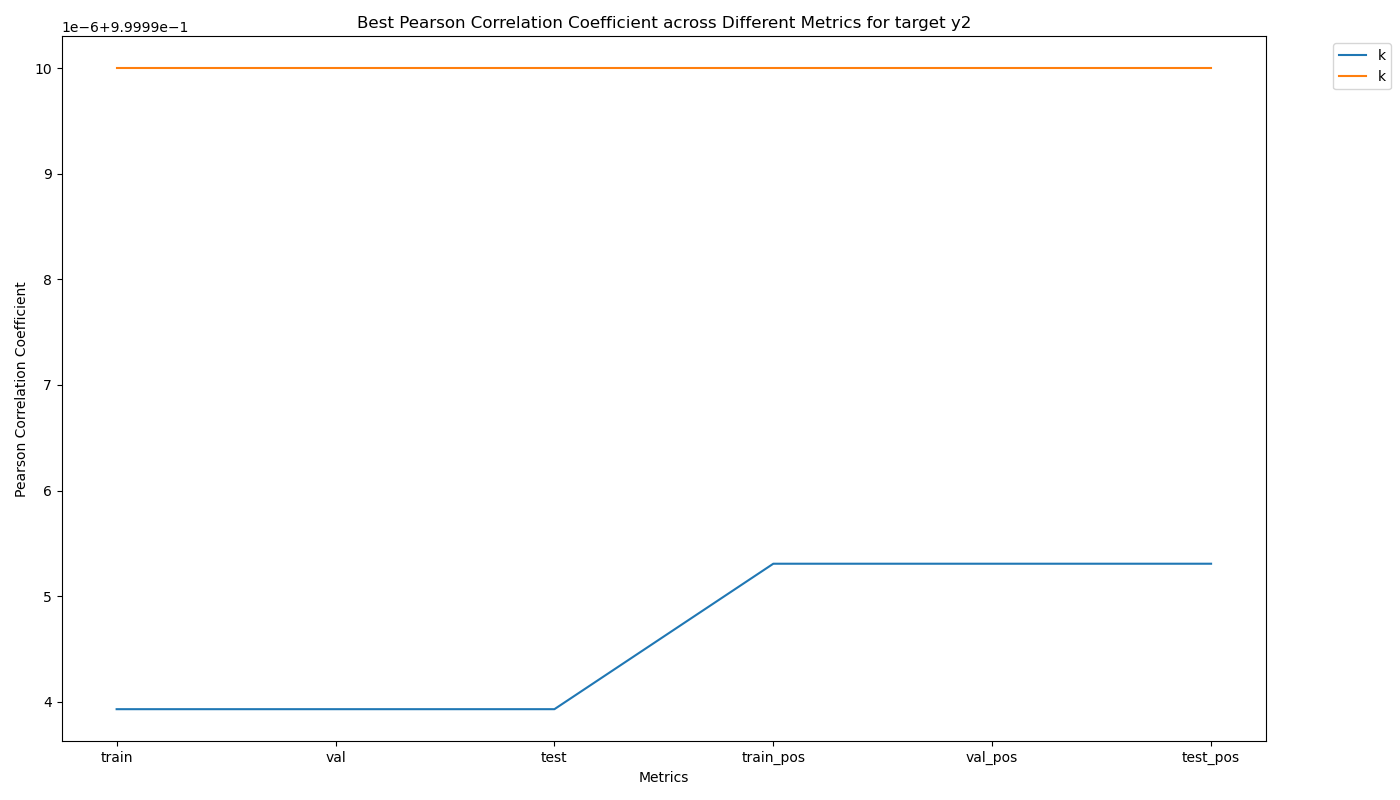 Best Pearson Correlation Coefficient across Different Metrics for target y2
1e−6+9.9999e−1
k
k
10
9
8
7
6
5
4
Pearson Correlation Coefficient
train val test train_pos val_pos test_pos
Metrics